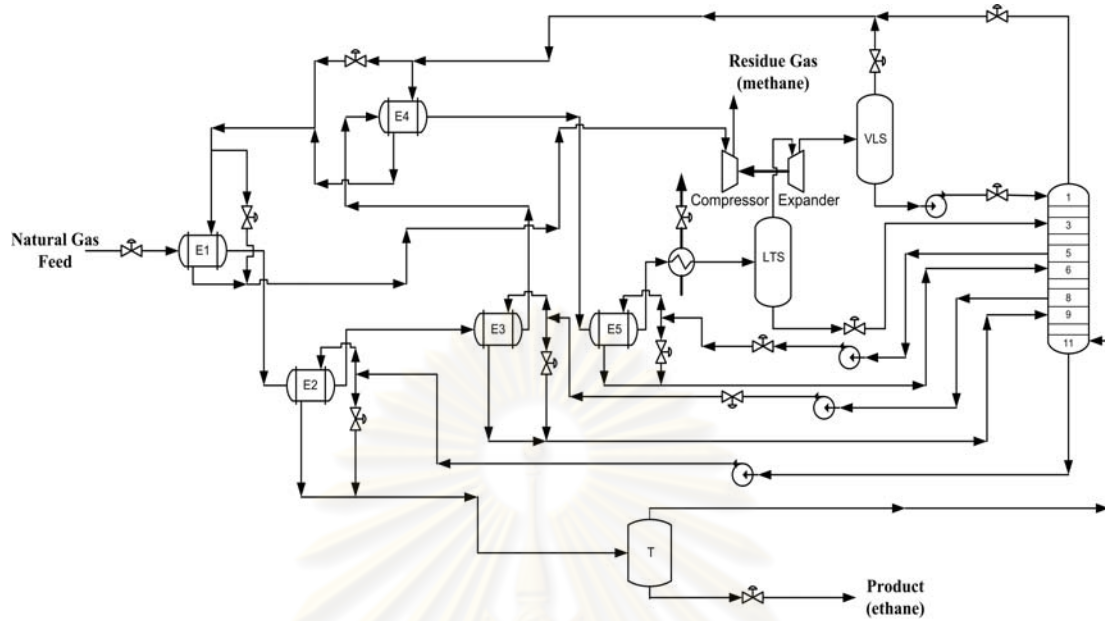 Residue Gas
(methane)
E4
VLS
Compressor
Expander
1
3
Natural Gas
Feed
E1
LTS
5
6
8
E3
E5
9
11
E2
T
Product
(ethane)